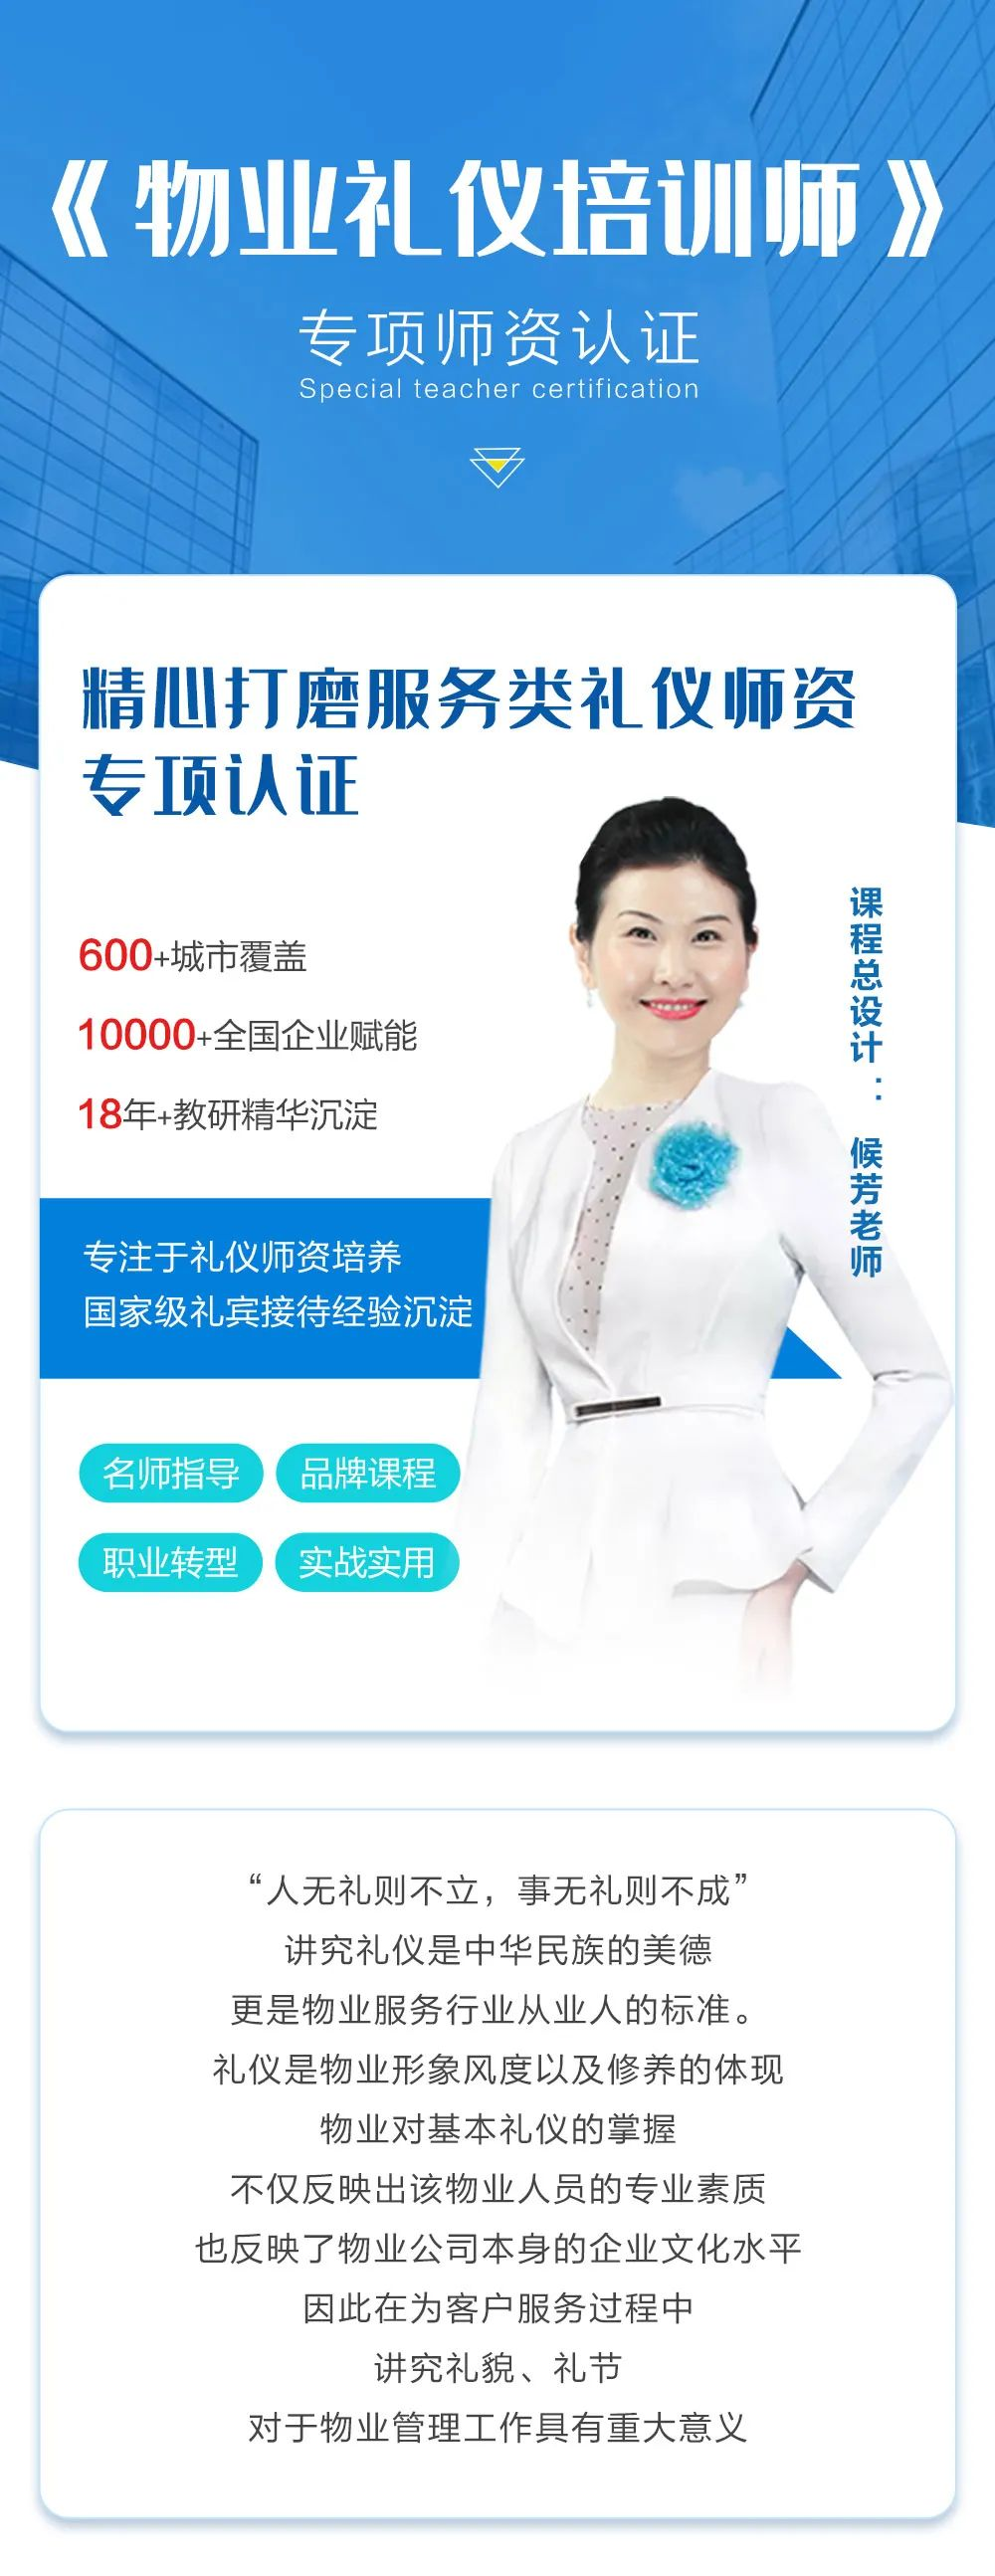 《物业礼仪培训师》
专项师资认证
Special teacher certification
精心打磨服务类礼仪师资
专项认证
600+城市覆盖
10000+全国企业赋能
18年+教研精华沉淀
课程总设计：候芳老师
专注于礼仪师资培养
国家级礼宾接待经验沉淀
名师指导 品牌课程
职业转型 实战实用
“人无礼则不立，事无礼则不成”
讲究礼仪是中华民族的美德
更是物业服务行业从业人的标准。
礼仪是物业形象风度以及修养的体现
物业对基本礼仪的掌握
不仅反映出该物业人员的专业素质
也反映了物业公司本身的企业文化水平
因此在为客户服务过程中
讲究礼貌、礼节
对于物业管理工作具有重大意义